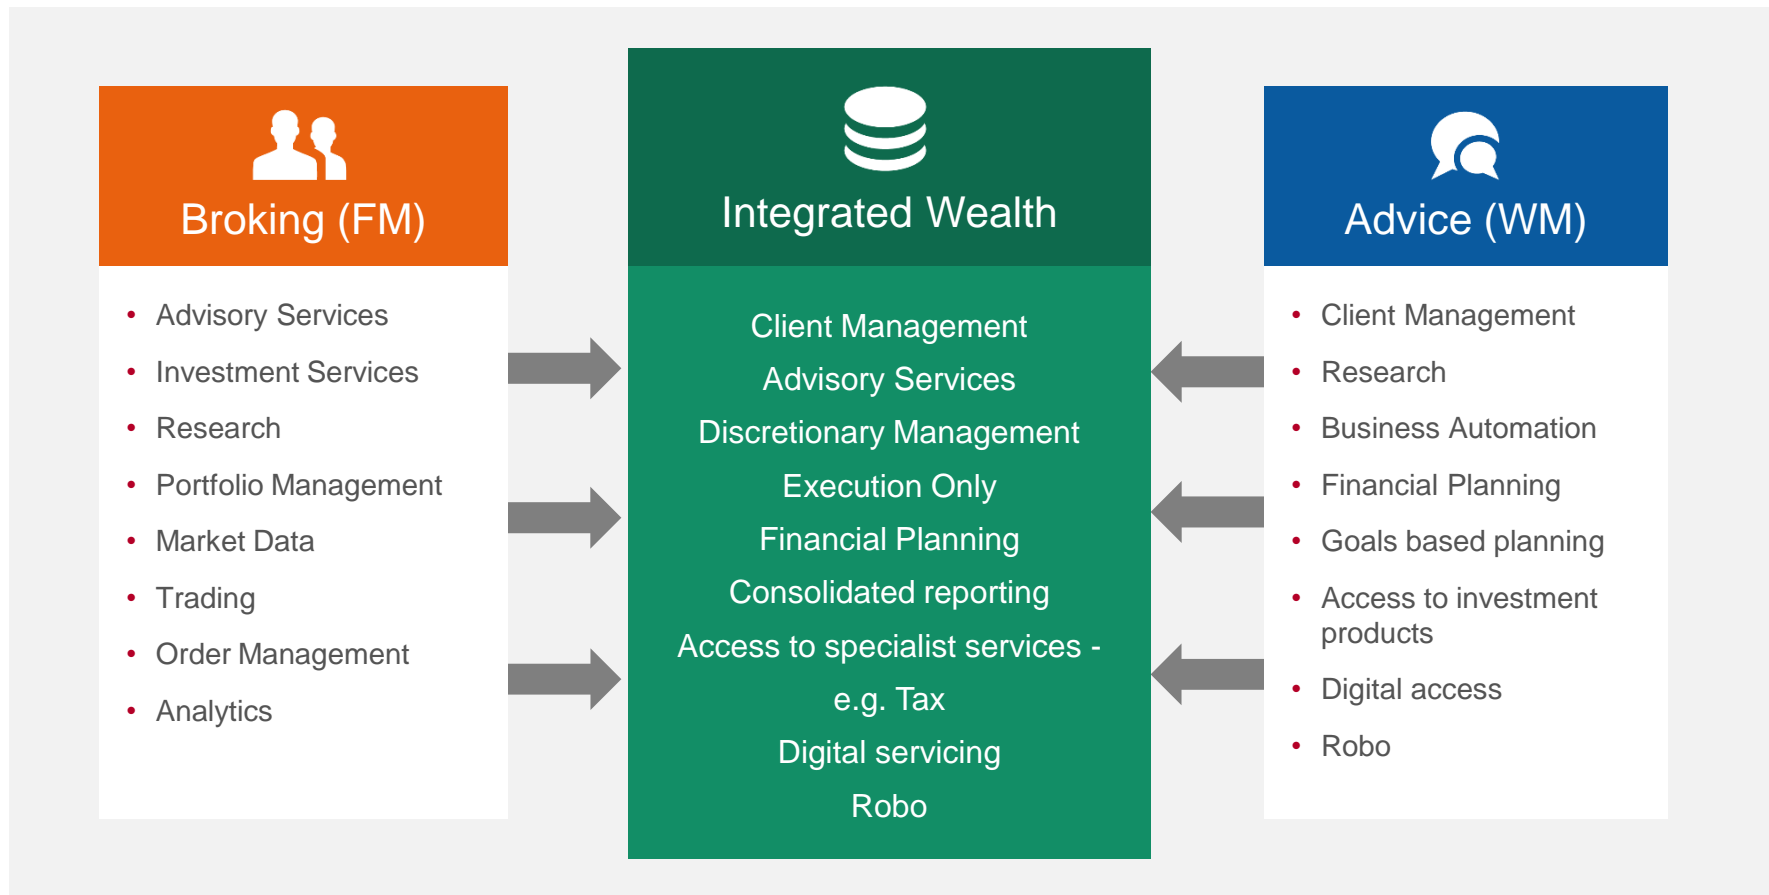 Broking (FM)
• Advisory Services
• Investment Services
• Research
• Portfolio Management
• Market Data
• Trading
• Order Management
• Analytics
Integrated Wealth
Client Management
Advisory Services
Discretionary Management
Execution Only
Financial Planning
Consolidated reporting
Access to specialist services -
e.g. Tax
Digital servicing
Robo
Advice (WM)
• Client Management
• Research
• Business Automation
• Financial Planning
• Goals based planning
• Access to investment
products
• Digital access
• Robo